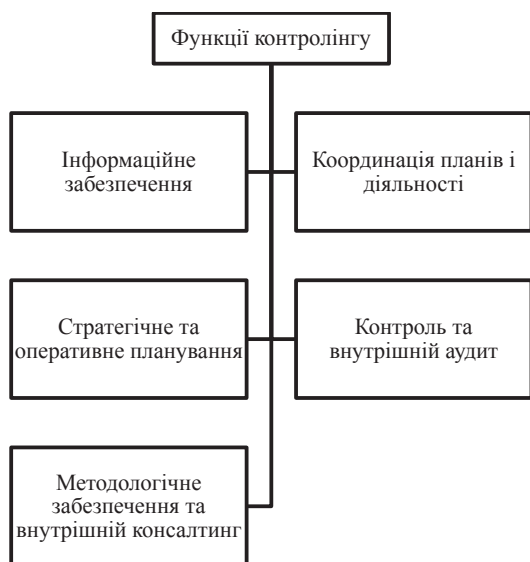 Функції контролінгу
Інформаційне
забезпечення
Координація планів і
діяльності
Стратегічне та
оперативне планування
Контроль та
внутрішній аудит
Методологічне
забезпечення та
внутрішній консалтинг